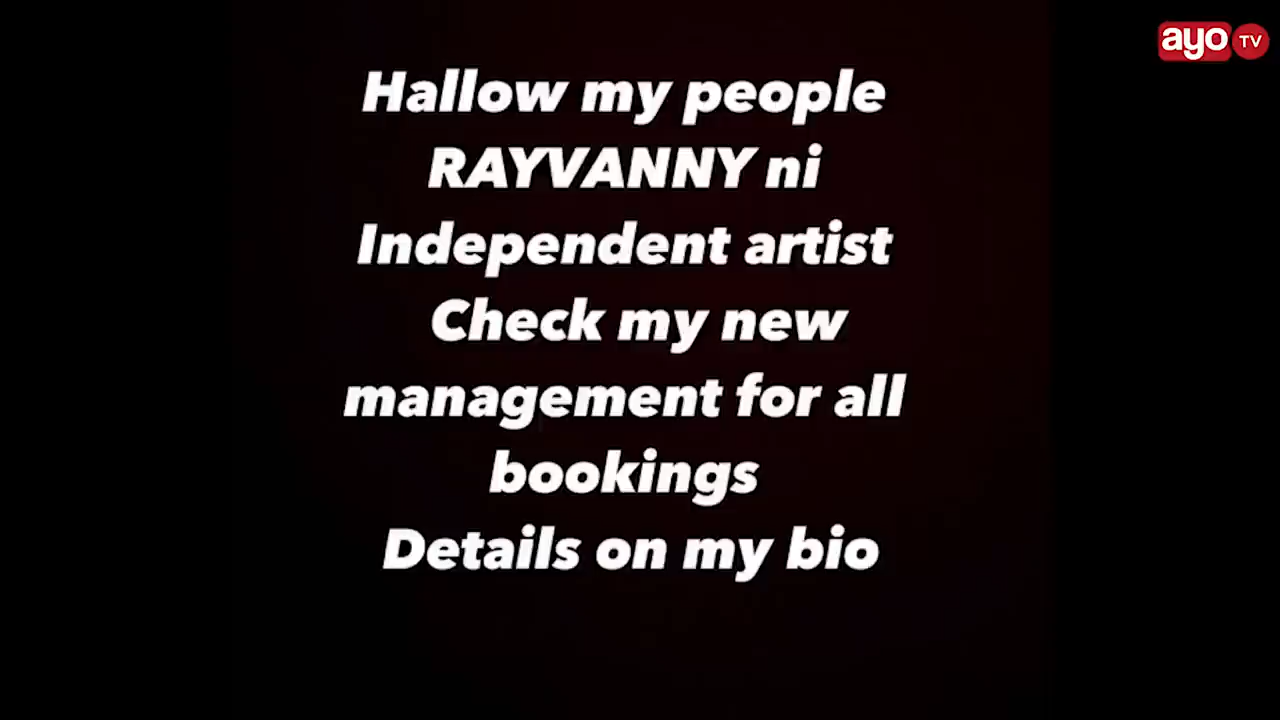 ayo TV
Hallow my people
RAYVANNY ni
Independent artist
Check my new
management for all
bookings
Details on my bio